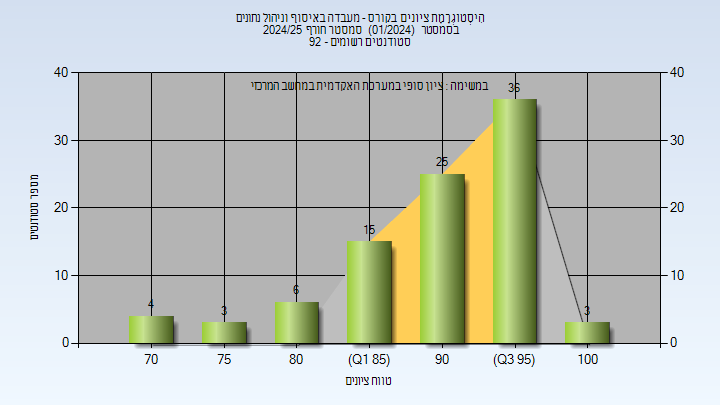 היסטוגרמת ציונים בקורס - מעבדה באיסוף וניהול נתונים
בסמסטר (01/2024) סמסטר חורף 2024/25
סטודנטים רשומים - 92
במשימה : ציון סופי במערכת האקדמית במחשב המרכזי
40 40
30 30
20 20
10 10
0 0
מספר סטודנטים
4 3 6 15 25 36 3
70 75 80 (Q1 85) 90 (Q3 95) 100
טווח ציונים